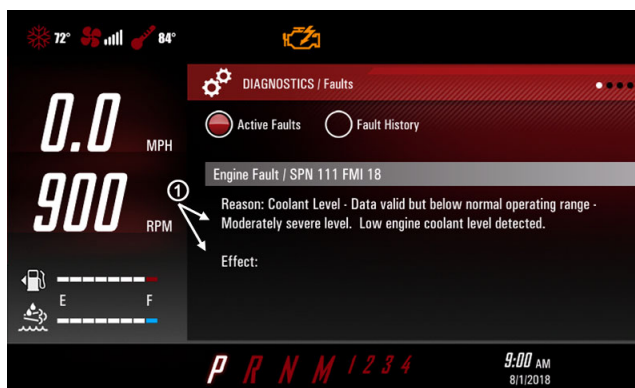 72° 84°
DIAGNOSTICS / Faults
Active Faults Fault History
0.0 MPH
Engine Fault / SPN 111 FMI 18
900 RPM
1
Reason: Coolant Level - Data valid but below normal operating range -
Moderately severe level. Low engine coolant level detected.
Effect:
E F
P R N M 1 2 3 4
9:00 AM
8/1/2018